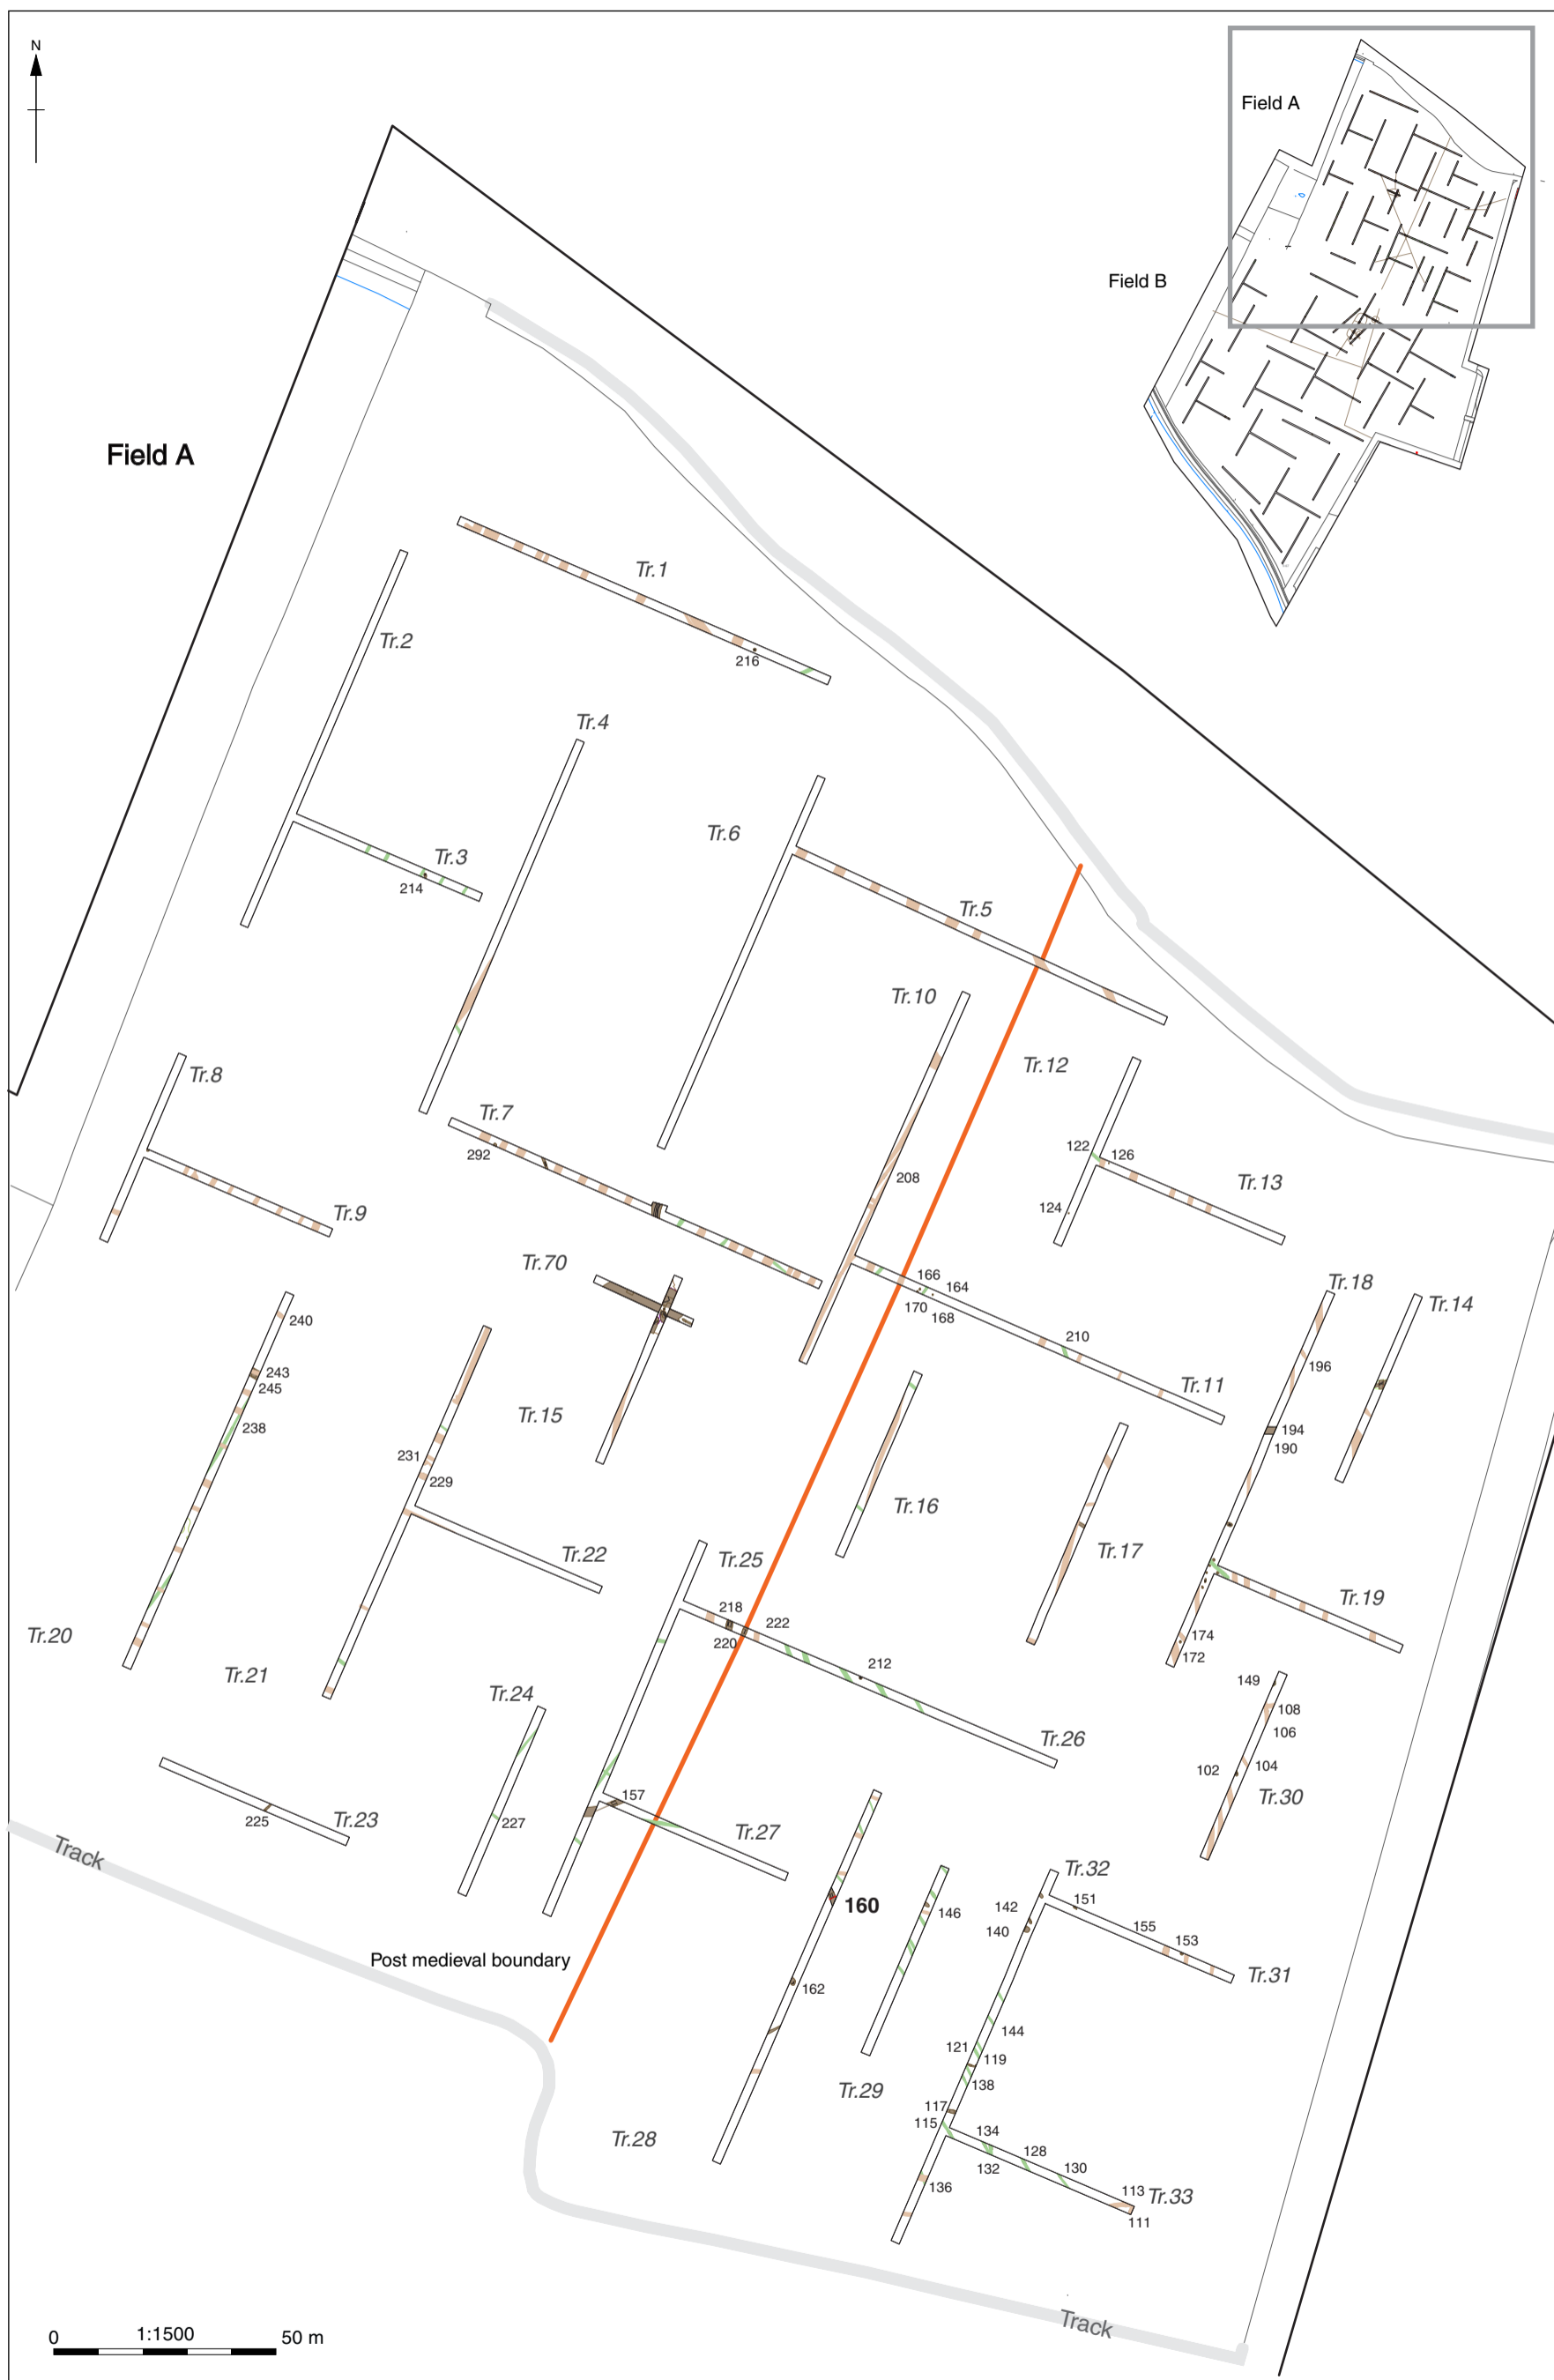 N
Field A
Field B
Field A
Tr.1
216
Tr.2
Tr.4
Tr.3
214
Tr.6
Tr.5
Tr.10
Tr.12
Tr.8
Tr.7
292
122
126
208
Tr.13
124
Tr.9
Tr.70
166
164
170
168
Tr.18
Tr.14
240
210
196
243
245
Tr.11
238
Tr.15
194
190
231
229
Tr.16
Tr.17
Tr.22
Tr.25
Tr.19
218
222
220
Tr.20
174
172
212
Tr.21
149
Tr.24
108
106
Tr.26
102
104
157
Tr.30
225
Tr.23
227
Tr.27
Track
Tr.32
160
142
151
146
140
155
153
Post medieval boundary
Tr.31
162
144
121
119
Tr.29
138
117
115
134
Tr.28
128
132
130
136
113
Tr.33
111
Track
0
1:1500
50 m